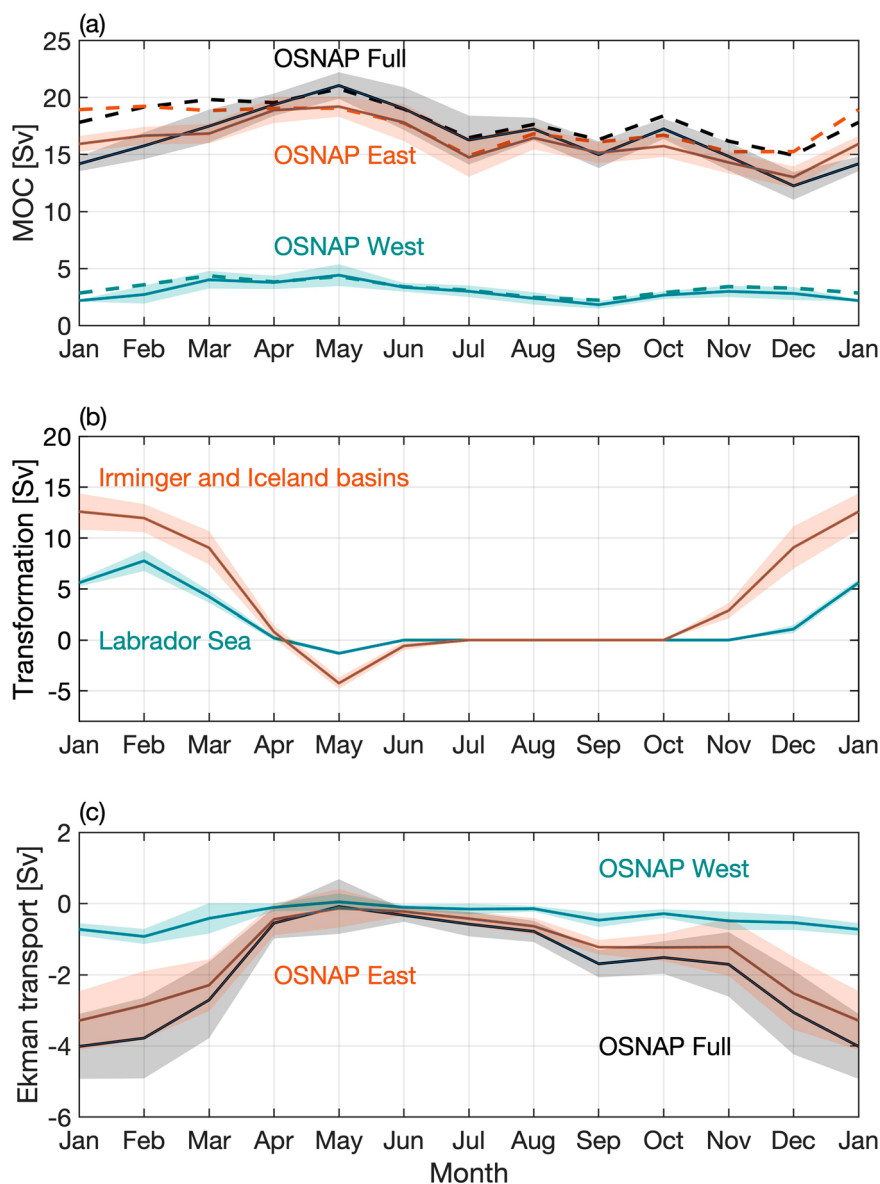 (a)
25
20
15
10
5
0
MOC [Sv]
OSNAP Full
OSNAP East
OSNAP West
Jan Feb Mar Apr May Jun Jul Aug Sep Oct Nov Dec Jan
(b)
20
15
10
5
0
-5
Transformation [Sv]
Irminger and Iceland basins
Labrador Sea
Jan Feb Mar Apr May Jun Jul Aug Sep Oct Nov Dec Jan
(c)
2
0
-2
-4
-6
Ekman transport [Sv]
OSNAP West
OSNAP East
OSNAP Full
Jan Feb Mar Apr May Jun Jul Aug Sep Oct Nov Dec Jan
Month